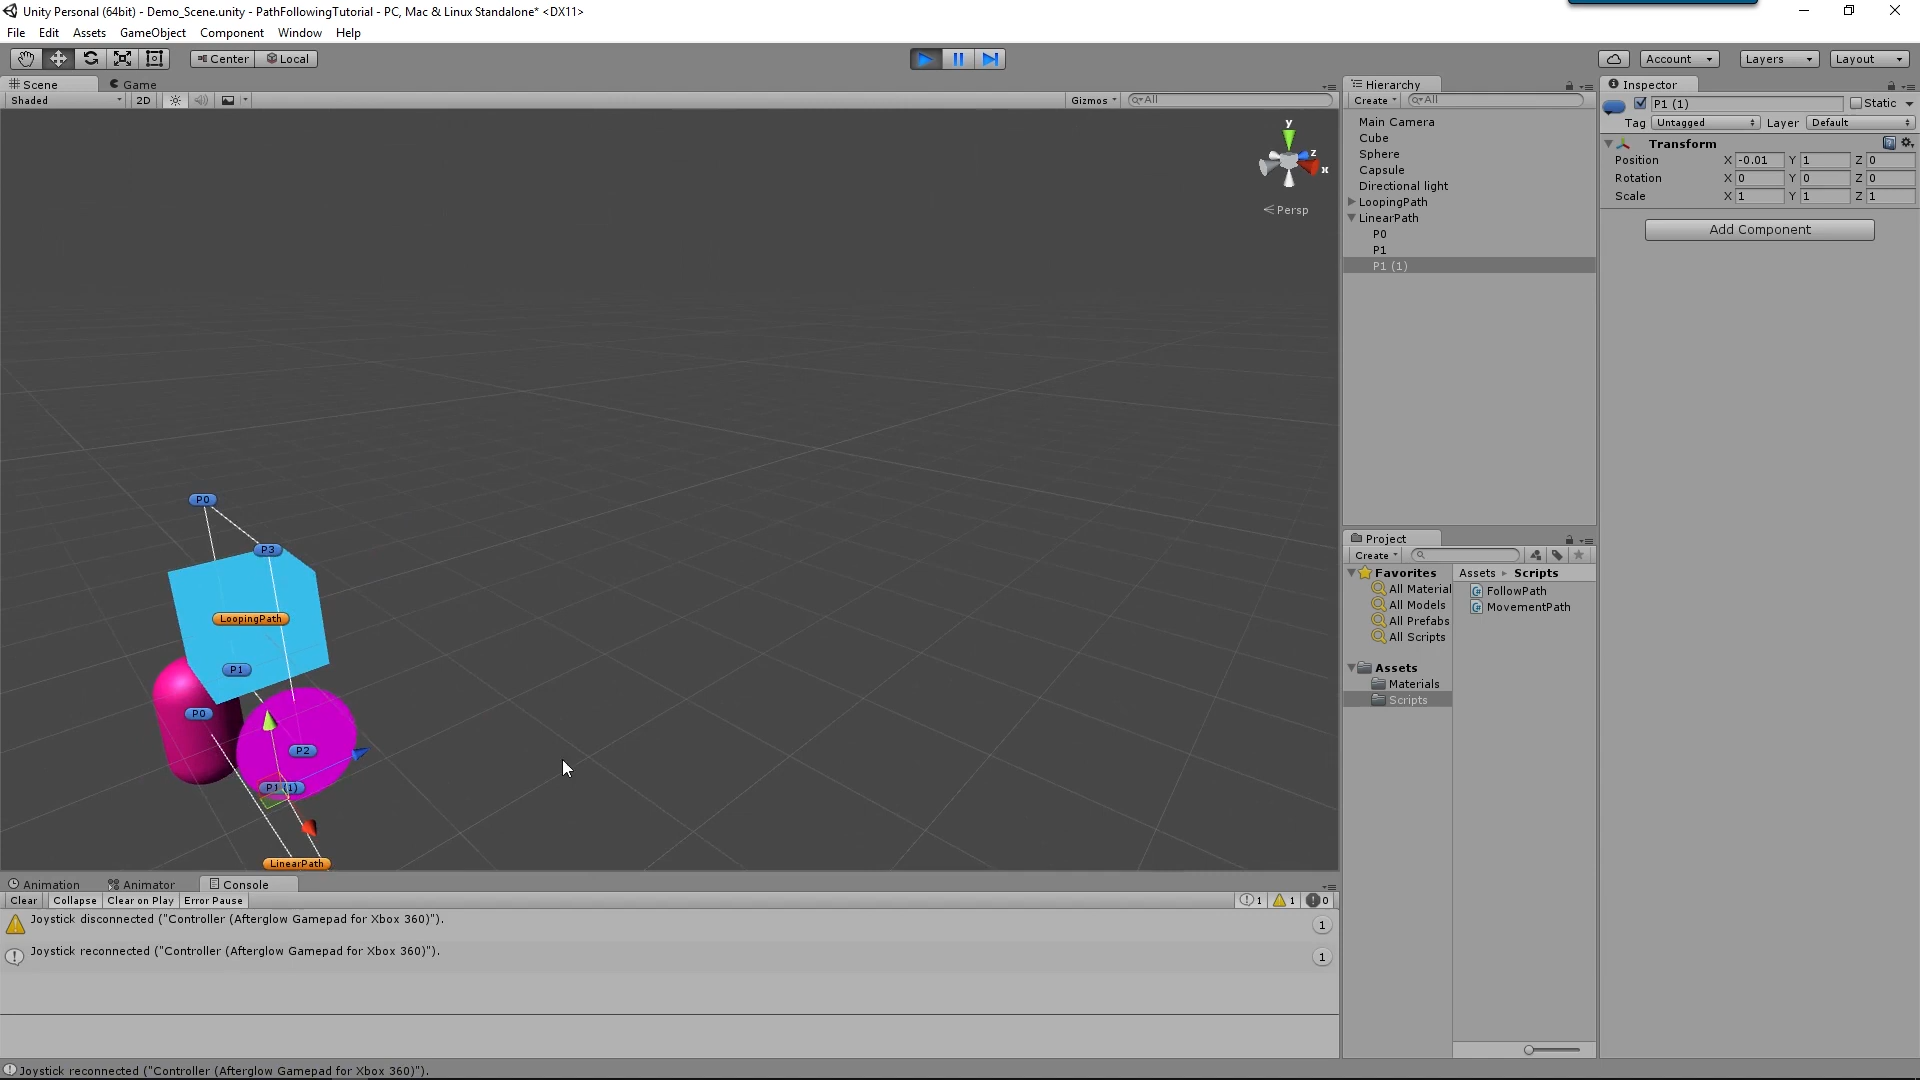 Unity Personal (64bit) - Demo_Scene.unity - PathFollowingTutorial - PC, Mac & Linux Standalone* <DX11>
File Edit Assets GameObject Component Window Help
Center Local
Account Layers Layout
Scene Game
Shaded 2D Gizmos All
y
z
x
Persp
P0
P3
LoopingPath
P1
P0
P2
P1 (1)
LinearPath
Hierarchy
Create All
Main Camera
Cube
Sphere
Capsule
Directional light
LoopingPath
LinearPath
P0
P1
P1 (1)
Inspector
P1 (1) Static
Tag Untagged Layer Default
Transform
Position X -0.01 Y 1 Z 0
Rotation X 0 Y 0 Z 0
Scale X 1 Y 1 Z 1
Add Component
Project
Create
Favorites
All Material
All Models
All Prefabs
All Scripts
Assets
Materials
Scripts
Assets Scripts
FollowPath
MovementPath
Animation Animator Console
Clear Collapse Clear on Play Error Pause 1 1 0
Joystick disconnected ("Controller (Afterglow Gamepad for Xbox 360)"). 1
Joystick reconnected ("Controller (Afterglow Gamepad for Xbox 360)"). 1
Joystick reconnected ("Controller (Afterglow Gamepad for Xbox 360)").